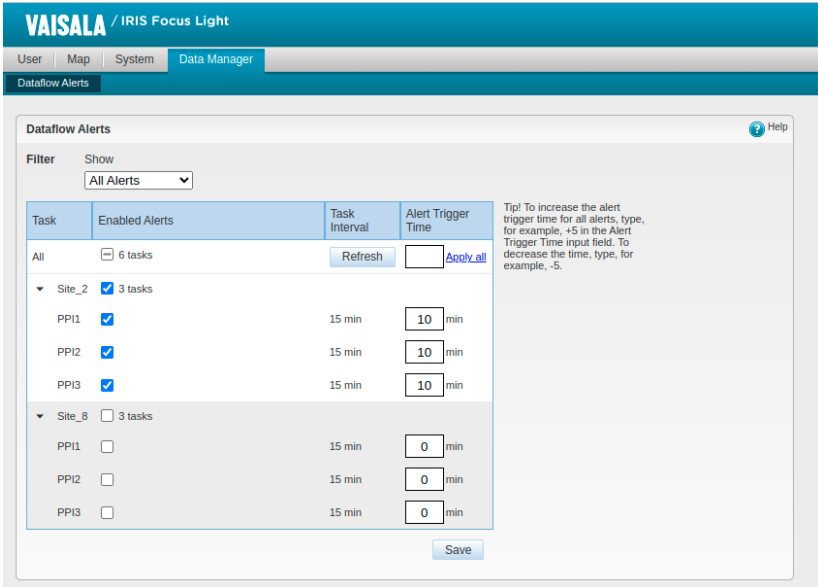 VAISALA / IRIS Focus Light
User Map System Data Manager
Dataflow Alerts
Dataflow Alerts ? Help
Filter Show
All Alerts
Task Enabled Alerts Task Interval Alert Trigger Time
All 6 tasks Refresh Apply all
Site_2 3 tasks
PPI1 15 min 10 min
PPI2 15 min 10 min
PPI3 15 min 10 min
Site_8 3 tasks
PPI1 15 min 0 min
PPI2 15 min 0 min
PPI3 15 min 0 min
Save
Tip! To increase the alert
trigger time for all alerts, type,
for example, +5 in the Alert
Trigger Time input field. To
decrease the time, type, for
example, -5.